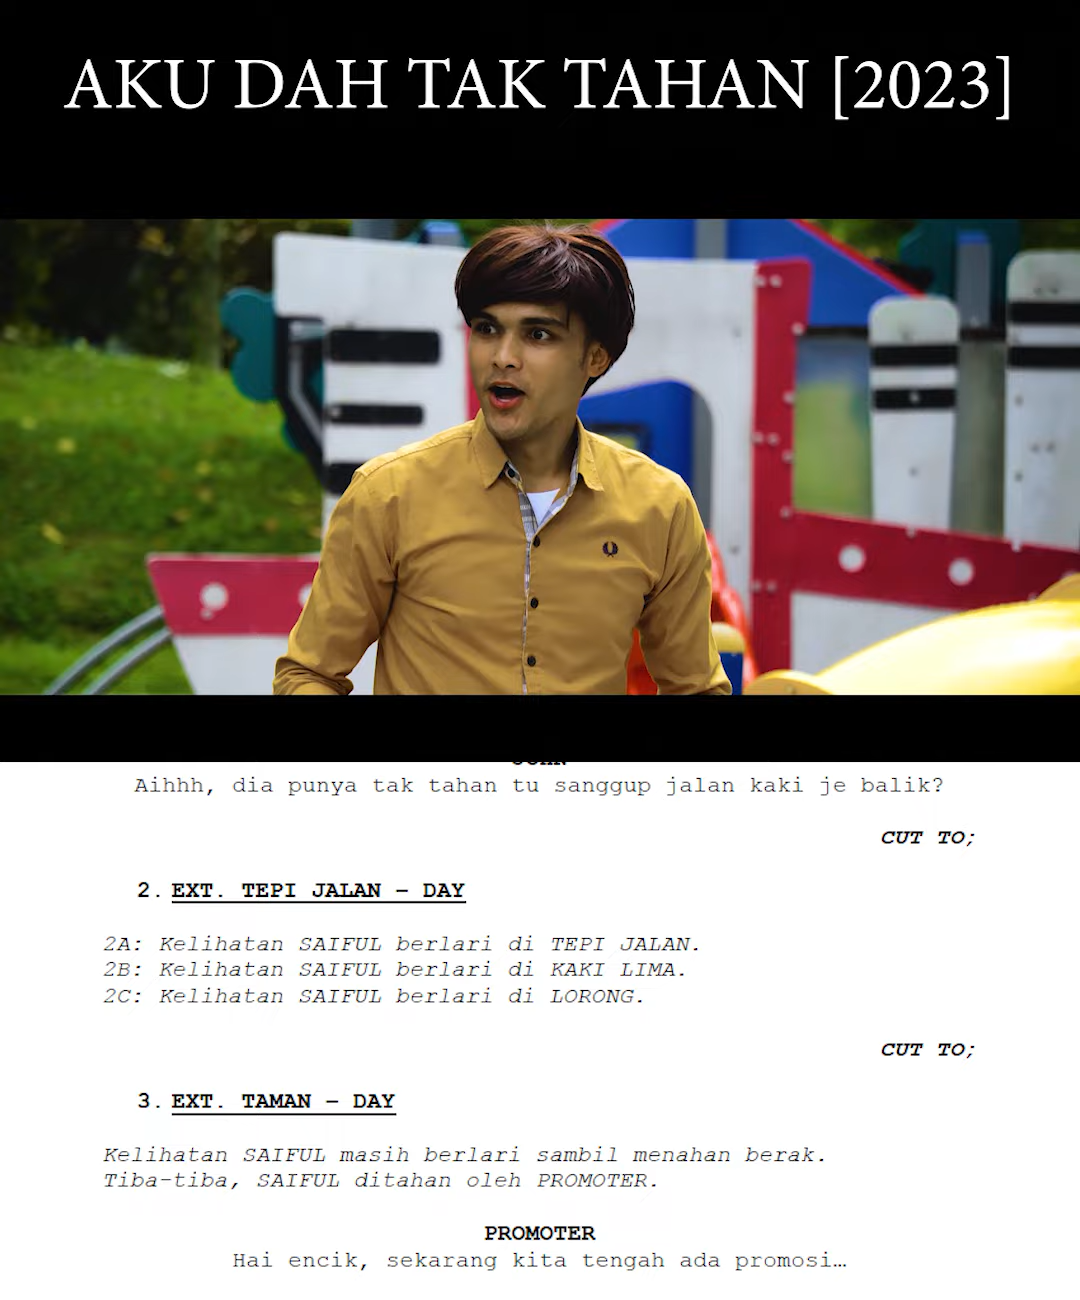 AKU DAH TAK TAHAN [2023]
Aihhh, dia punya tak tahan tu sanggup jalan kaki je balik?
CUT TO;
2. EXT. TEPI JALAN – DAY
2A: Kelihatan SAIFUL berlari di TEPI JALAN.
2B: Kelihatan SAIFUL berlari di KAKI LIMA.
2C: Kelihatan SAIFUL berlari di LORONG.
CUT TO;
3. EXT. TAMAN – DAY
Kelihatan SAIFUL masih berlari sambil menahan berak.
Tiba-tiba, SAIFUL ditahan oleh PROMOTER.
PROMOTER
Hai encik, sekarang kita tengah ada promosi…